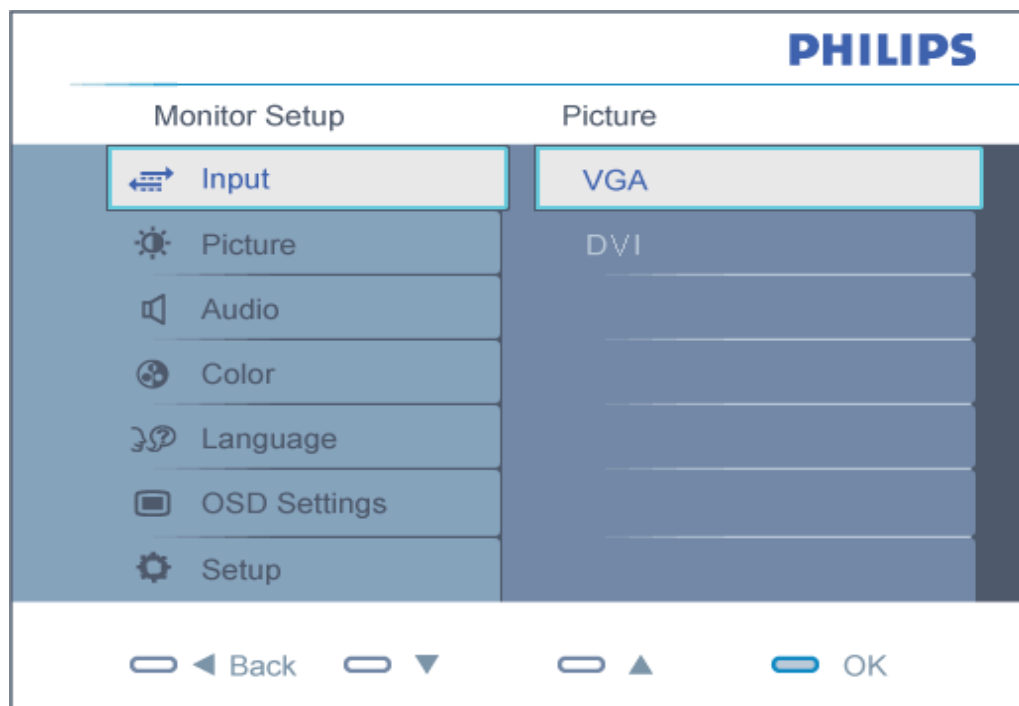 PHILIPS
Monitor Setup
Picture
Input
VGA
Picture
DVI
Audio
Color
Language
OSD Settings
Setup
Back
OK